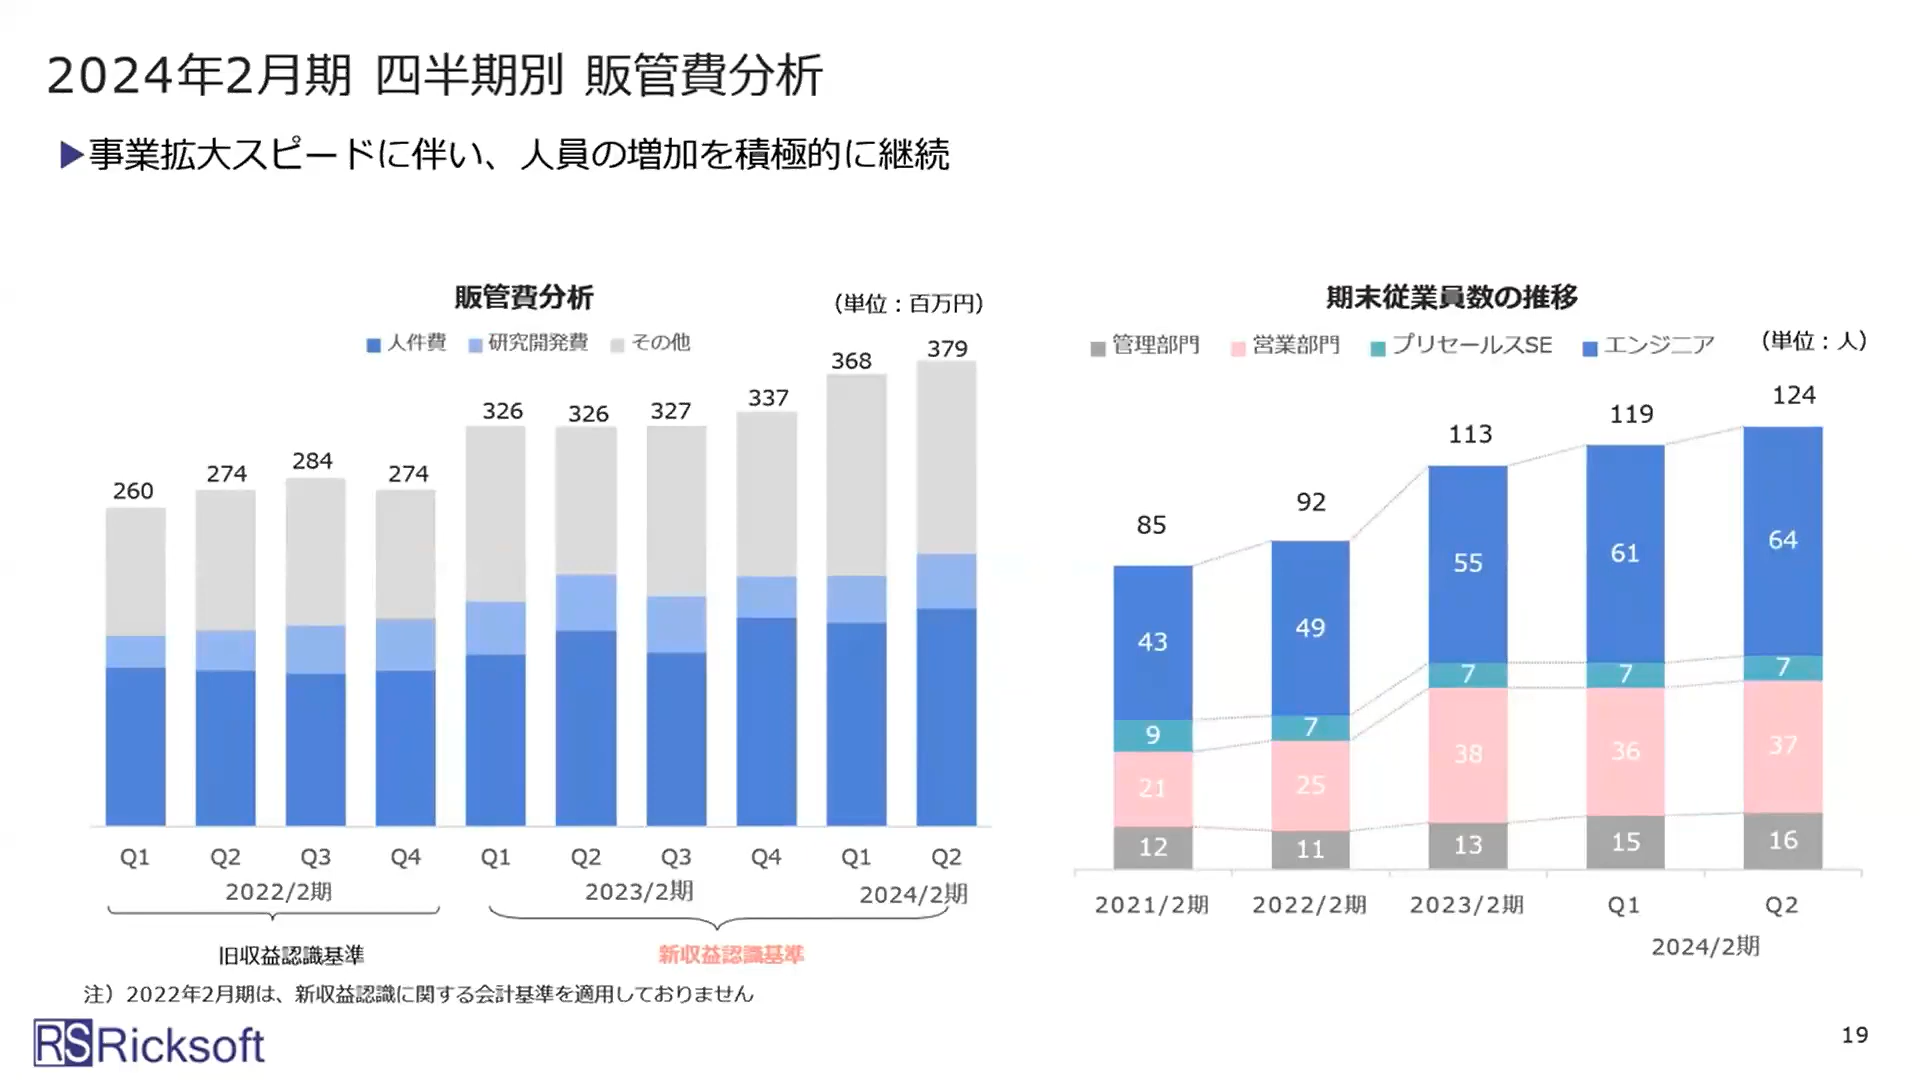 2024年2月期 四半期別 販管費分析
▶事業拡大スピードに伴い、人員の増加を積極的に継続
販管費分析
（単位：百万円）
人件費 研究開発費 その他
260 274 284 274 326 326 327 337 368 379
Q1 Q2 Q3 Q4 Q1 Q2 Q3 Q4 Q1 Q2
2022/2期 2023/2期 2024/2期
旧収益認識基準 新収益認識基準
注）2022年2月期は、新収益認識に関する会計基準を適用しておりません
期末従業員数の推移
管理部門 営業部門 プリセールスSE エンジニア （単位：人）
85 92 113 119 124
43 49 55 61 64
9 7 7 7 7
21 25 38 36 37
12 11 13 15 16
2021/2期 2022/2期 2023/2期 Q1 Q2
2024/2期
RS Ricksoft
19